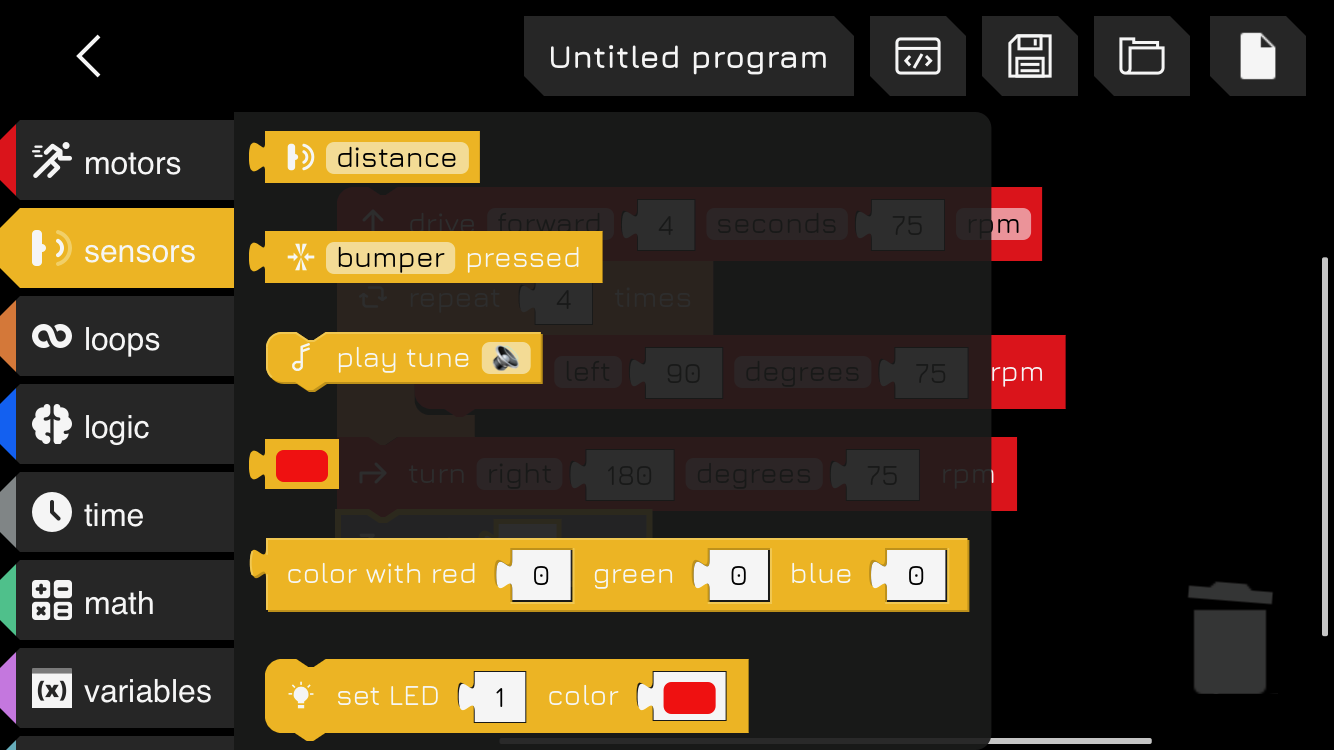 Untitled program
</>
motors
sensors
loops
logic
time
math
(x) variables
distance
drive forward 4 seconds 75 rpm
bumper pressed
repeat 4 times
play tune
left 90 degrees 75 rpm
turn right 180 degrees 75 rpm
color with red 0 green 0 blue 0
set LED 1 color